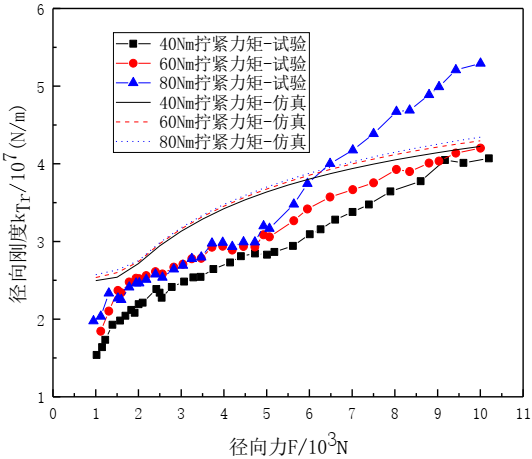 6
5
4
3
2
1
径向刚度kTr/10^7(N/m)
40Nm拧紧力矩-试验
60Nm拧紧力矩-试验
80Nm拧紧力矩-试验
40Nm拧紧力矩-仿真
60Nm拧紧力矩-仿真
80Nm拧紧力矩-仿真
0 1 2 3 4 5 6 7 8 9 10 11
径向力F/10^3N